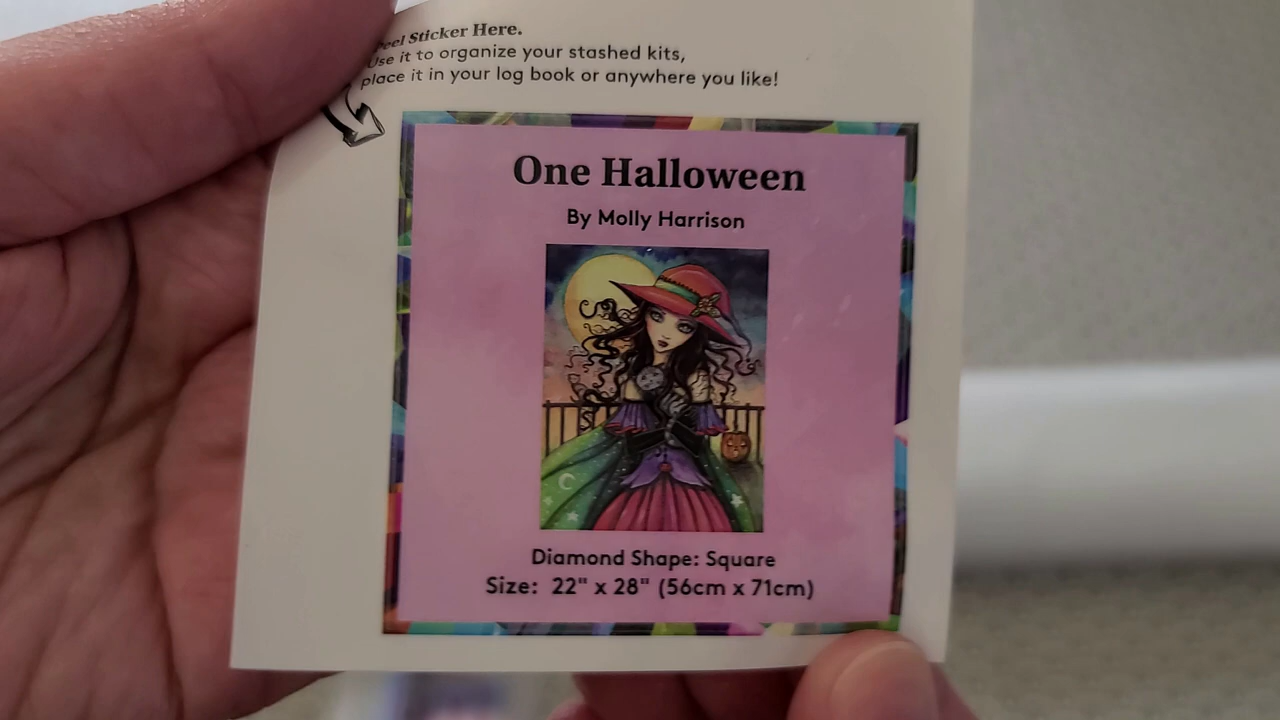 Peel Sticker Here.
Use it to organize your stashed kits,
place it in your log book or anywhere you like!
One Halloween
By Molly Harrison
Diamond Shape: Square
Size: 22" x 28" (56cm x 71cm)